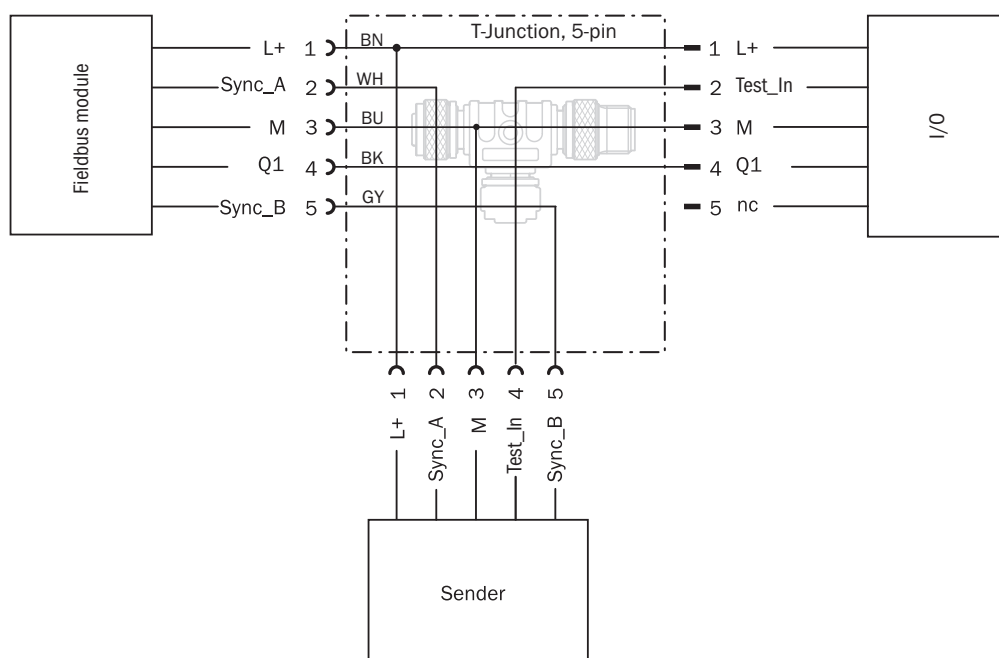 T-Junction, 5-pin
Fieldbus module
L+ 1 BN 1 L+
Sync_A 2 WH 2 Test_In
M 3 BU 3 M
Q1 4 BK 4 Q1
Sync_B 5 GY 5 nc
I/O
1 2 3 4 5
L+ Sync_A M Test_In Sync_B
Sender